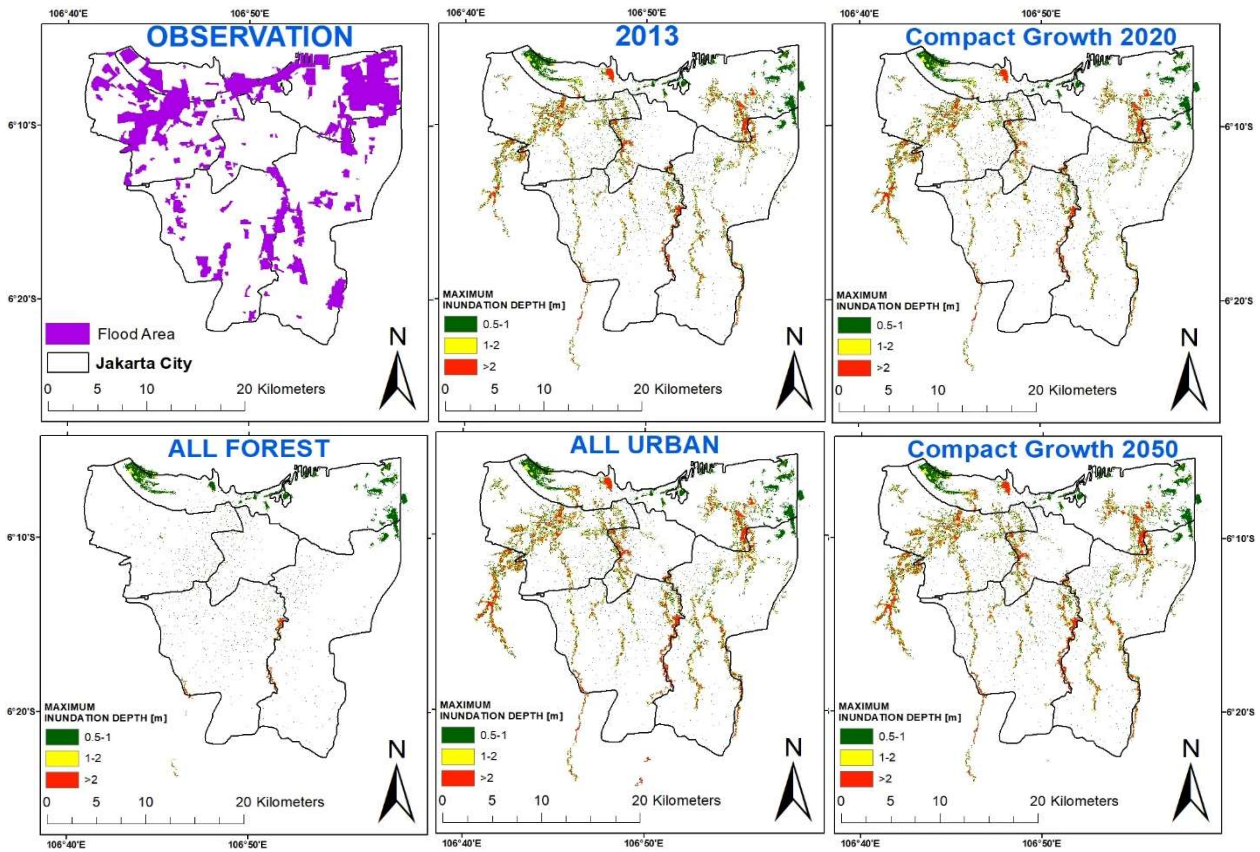 106°40'E 106°50'E 106°40'E 106°50'E 106°40'E 106°50'E
OBSERVATION
6°10'S
6°20'S
Flood Area
Jakarta City
0 5 10 20 Kilometers
N
2013
MAXIMUM
INUNDATION DEPTH [m]
0.5-1
1-2
>2
0 5 10 20 Kilometers
N
Compact Growth 2020
6°10'S
6°20'S
MAXIMUM
INUNDATION DEPTH [m]
0.5-1
1-2
>2
0 5 10 20 Kilometers
N
ALL FOREST
6°10'S
6°20'S
MAXIMUM
INUNDATION DEPTH [m]
0.5-1
1-2
>2
0 5 10 20 Kilometers
N
ALL URBAN
MAXIMUM
INUNDATION DEPTH [m]
0.5-1
1-2
>2
0 5 10 20 Kilometers
N
Compact Growth 2050
6°10'S
6°20'S
MAXIMUM
INUNDATION DEPTH [m]
0.5-1
1-2
>2
0 5 10 20 Kilometers
N
106°40'E 106°50'E 106°40'E 106°50'E 106°40'E 106°50'E